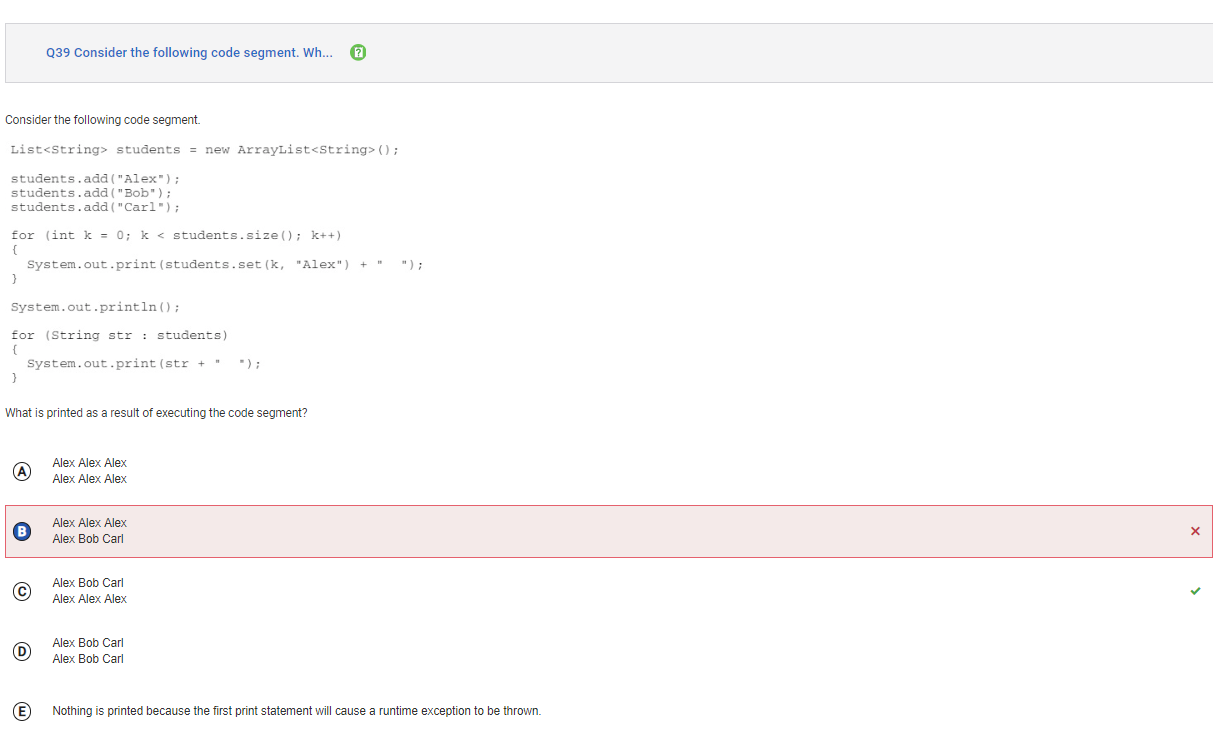 Q39 Consider the following code segment. Wh... ?
Consider the following code segment.
List<String> students = new ArrayList<String>();
students.add("Alex");
students.add("Bob");
students.add("Carl");
for (int k = 0; k < students.size(); k++)
{
  System.out.print(students.set(k, "Alex") + "  ");
}
System.out.println();
for (String str : students)
{
  System.out.print(str + "  ");
}
What is printed as a result of executing the code segment?
A Alex Alex Alex
Alex Alex Alex
B Alex Alex Alex
Alex Bob Carl
C Alex Bob Carl
Alex Alex Alex
D Alex Bob Carl
Alex Bob Carl
E Nothing is printed because the first print statement will cause a runtime exception to be thrown.